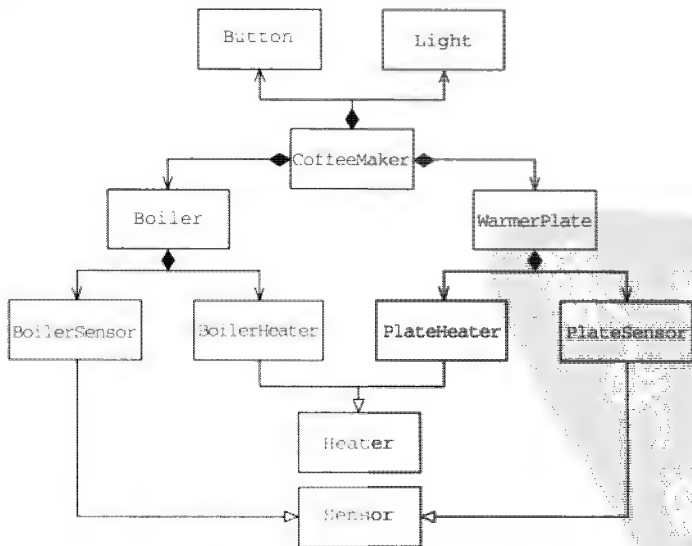 Button
Light
CoffeeMaker
Boiler
WarmerPlate
BoilerSensor
BoilerHeater
PlateHeater
PlateSensor
Heater
Sensor